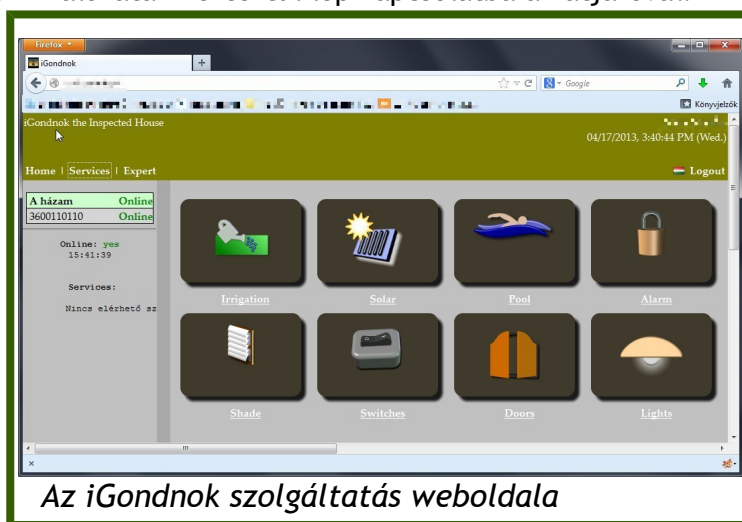 Firefox
iGondnok
Google
Könyvjelzők
iGondnok the Inspected House
04/17/2013, 3:40:44 PM (Wed.)
Home | Services | Expert
Logout
A házam Online
3600110110 Online
Online: yes
15:41:39
Services:
Nincs elérhető sz
Irrigation Solar Pool Alarm
Shade Switches Doors Lights
Az iGondnok szolgáltatás weboldala